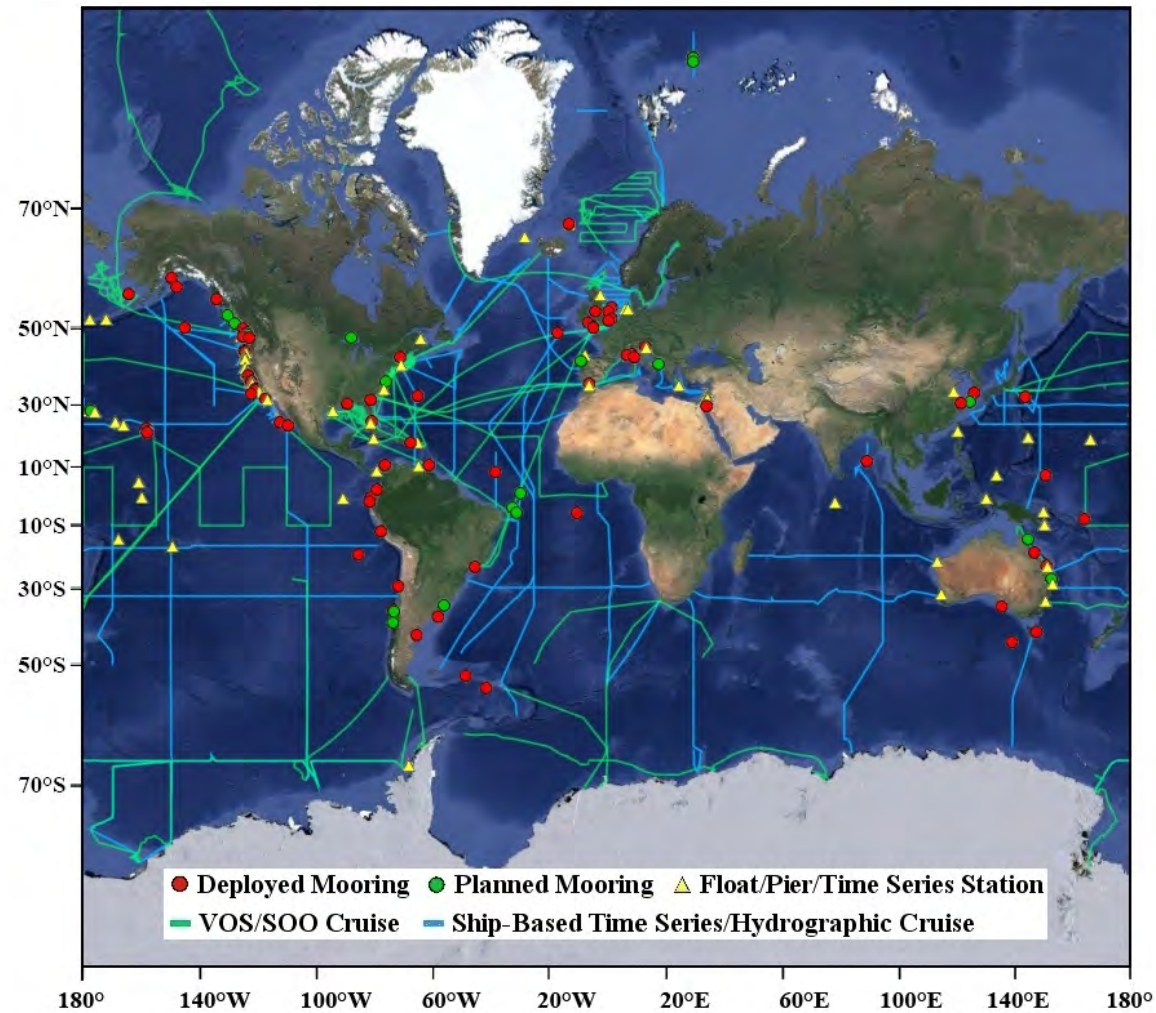 70°N
50°N
30°N
10°N
10°S
30°S
50°S
70°S
Deployed Mooring Planned Mooring Float/Pier/Time Series Station
VOS/SOO Cruise Ship-Based Time Series/Hydrographic Cruise
180° 140°W 100°W 60°W 20°W 20°E 60°E 100°E 140°E 180°